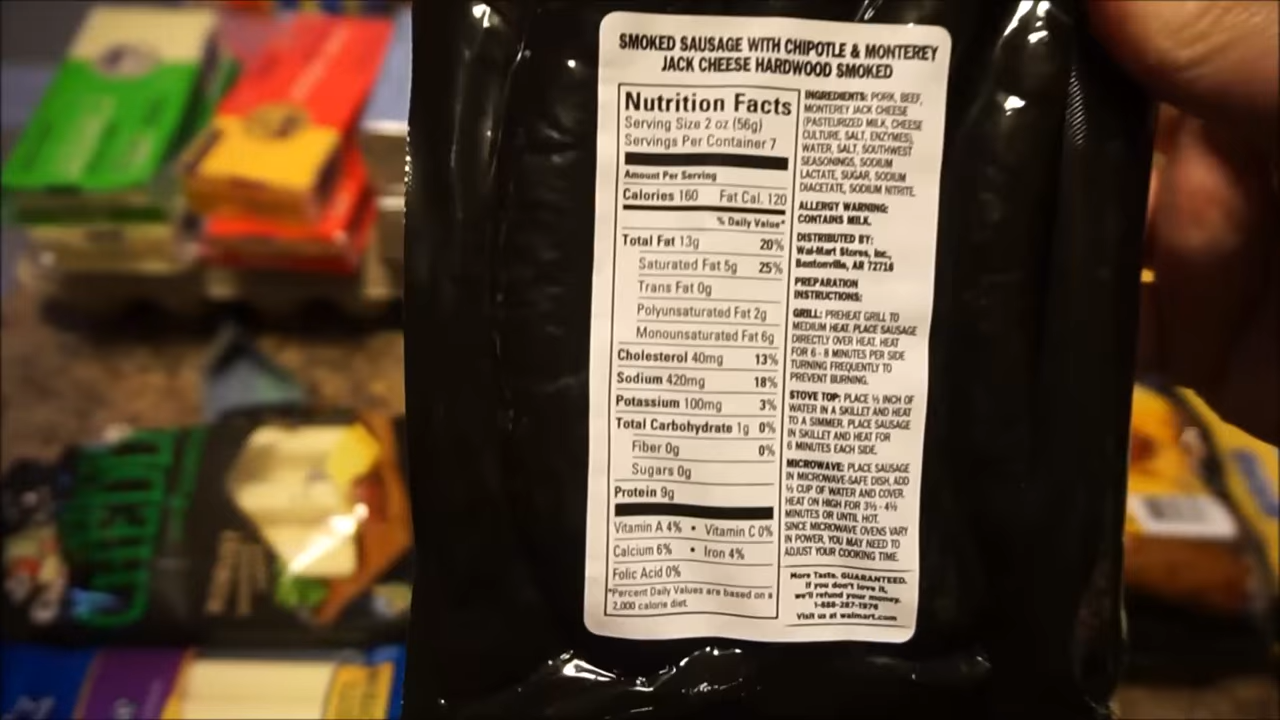 SMOKED SAUSAGE WITH CHIPOTLE & MONTEREY
JACK CHEESE HARDWOOD SMOKED
Nutrition Facts
Serving Size 2 oz (56g)
Servings Per Container 7
Amount Per Serving
Calories 160 Fat Cal. 120
% Daily Value*
Total Fat 13g 20%
Saturated Fat 5g 25%
Trans Fat 0g
Polyunsaturated Fat 2g
Monounsaturated Fat 6g
Cholesterol 40mg 13%
Sodium 420mg 18%
Potassium 100mg 3%
Total Carbohydrate 1g 0%
Fiber 0g 0%
Sugars 0g
Protein 9g
Vitamin A 4% • Vitamin C 0%
Calcium 6% • Iron 4%
Folic Acid 0%
*Percent Daily Values are based on a
2,000 calorie diet.
INGREDIENTS: PORK, BEEF,
MONTEREY JACK CHEESE
(PASTEURIZED MILK, CHEESE
CULTURE, SALT, ENZYMES),
WATER, SALT, SOUTHWEST
SEASONINGS, SODIUM
LACTATE, SUGAR, SODIUM
DIACETATE, SODIUM NITRITE.
ALLERGY WARNING:
CONTAINS MILK.
DISTRIBUTED BY:
Wal-Mart Stores, Inc.,
Bentonville, AR 72716
PREPARATION
INSTRUCTIONS:
GRILL: PREHEAT GRILL TO
MEDIUM HEAT. PLACE SAUSAGE
DIRECTLY OVER HEAT. HEAT
FOR 6 - 8 MINUTES PER SIDE
TURNING FREQUENTLY TO
PREVENT BURNING.
STOVE TOP: PLACE ½ INCH OF
WATER IN A SKILLET AND HEAT
TO A SIMMER. PLACE SAUSAGE
IN SKILLET AND HEAT FOR
6 MINUTES EACH SIDE.
MICROWAVE: PLACE SAUSAGE
IN MICROWAVE-SAFE DISH, ADD
½ CUP OF WATER AND COVER.
HEAT ON HIGH FOR 3½ - 4½
MINUTES OR UNTIL HOT.
SINCE MICROWAVE OVENS VARY
IN POWER, YOU MAY NEED TO
ADJUST YOUR COOKING TIME.
More Taste. GUARANTEED.
If you don't love it,
we'll refund your money.
1-888-287-1976
Visit us at walmart.com